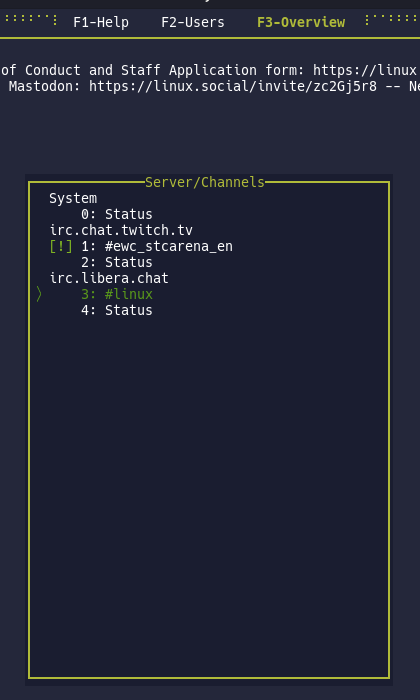 F1-Help F2-Users F3-Overview
of Conduct and Staff Application form: https://linux
Mastodon: https://linux.social/invite/zc2Gj5r8 -- Ne
Server/Channels
System
0: Status
irc.chat.twitch.tv
[!] 1: #ewc_stcarena_en
2: Status
irc.libera.chat
〉 3: #linux
4: Status